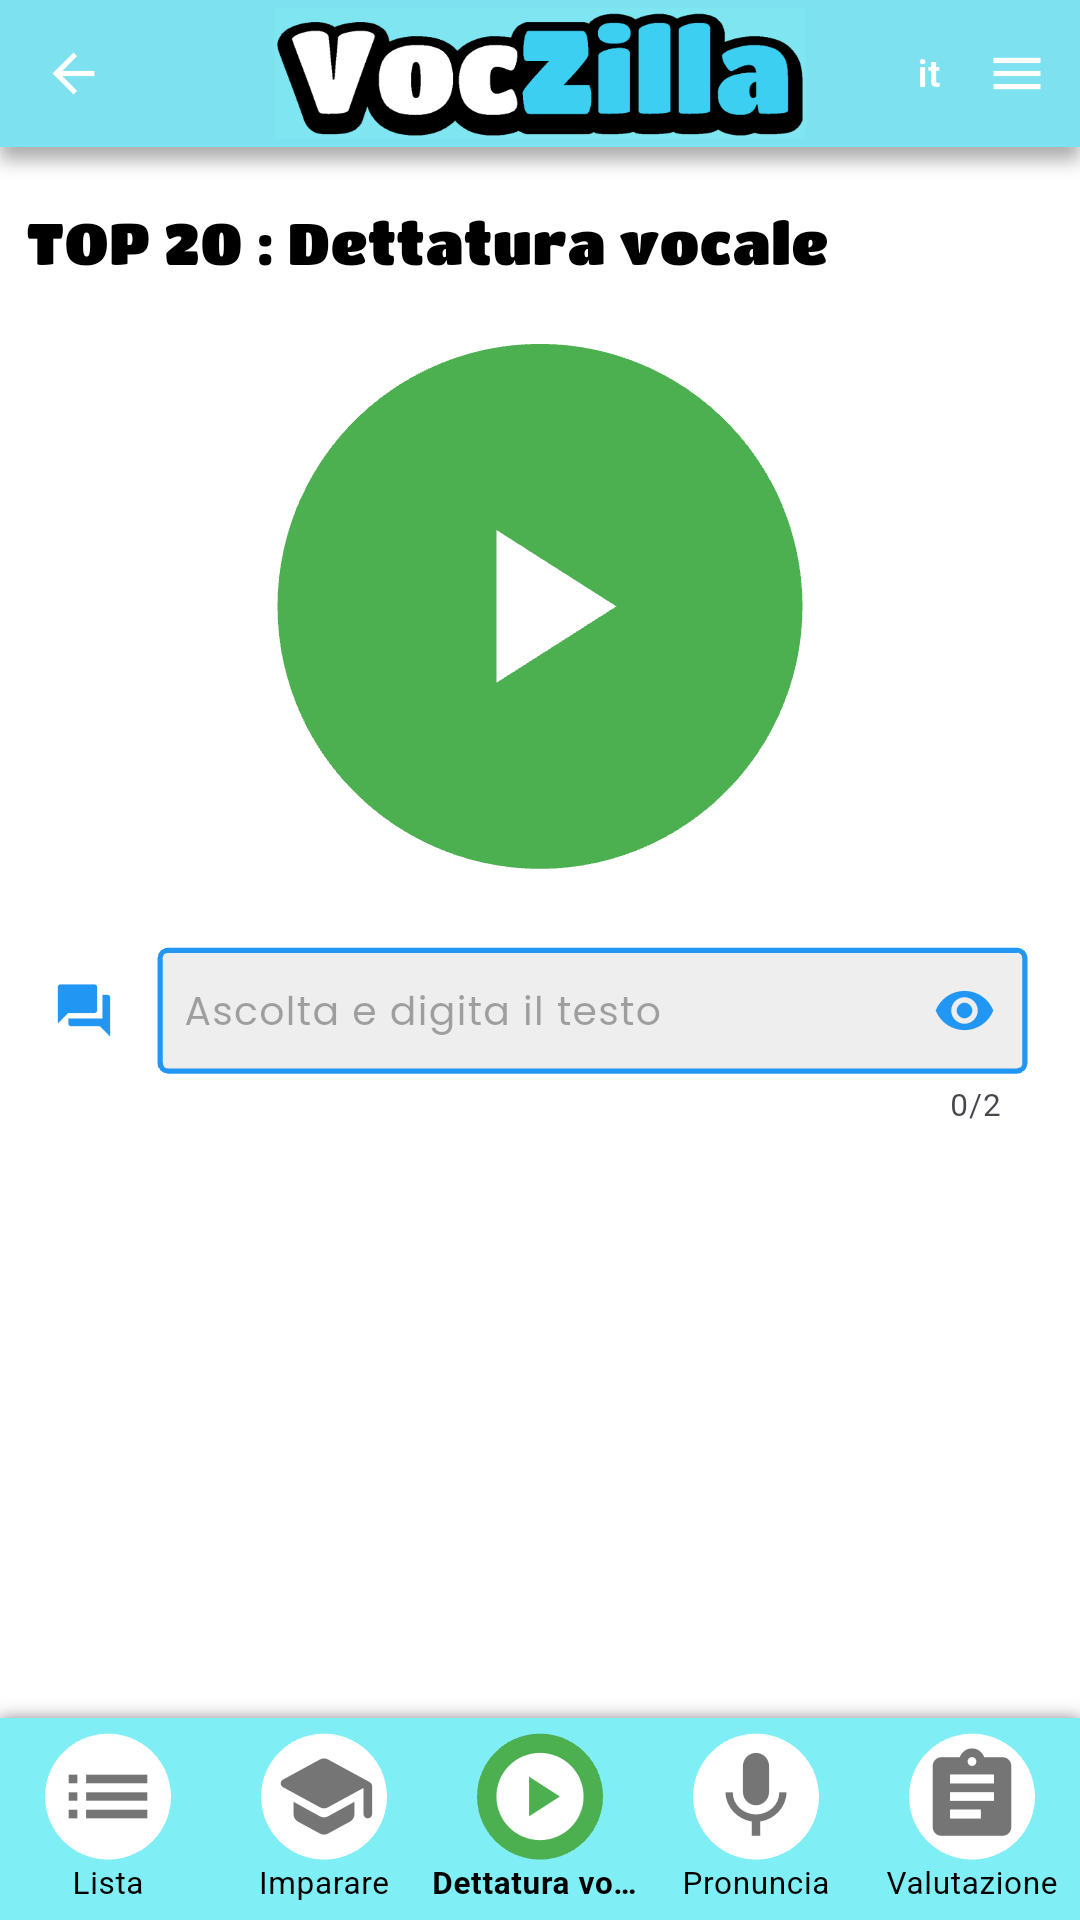 VocZilla
it
TOP 20 : Dettatura vocale
Ascolta e digita il testo
0/2
Lista
Imparare
Dettatura vo...
Pronuncia
Valutazione